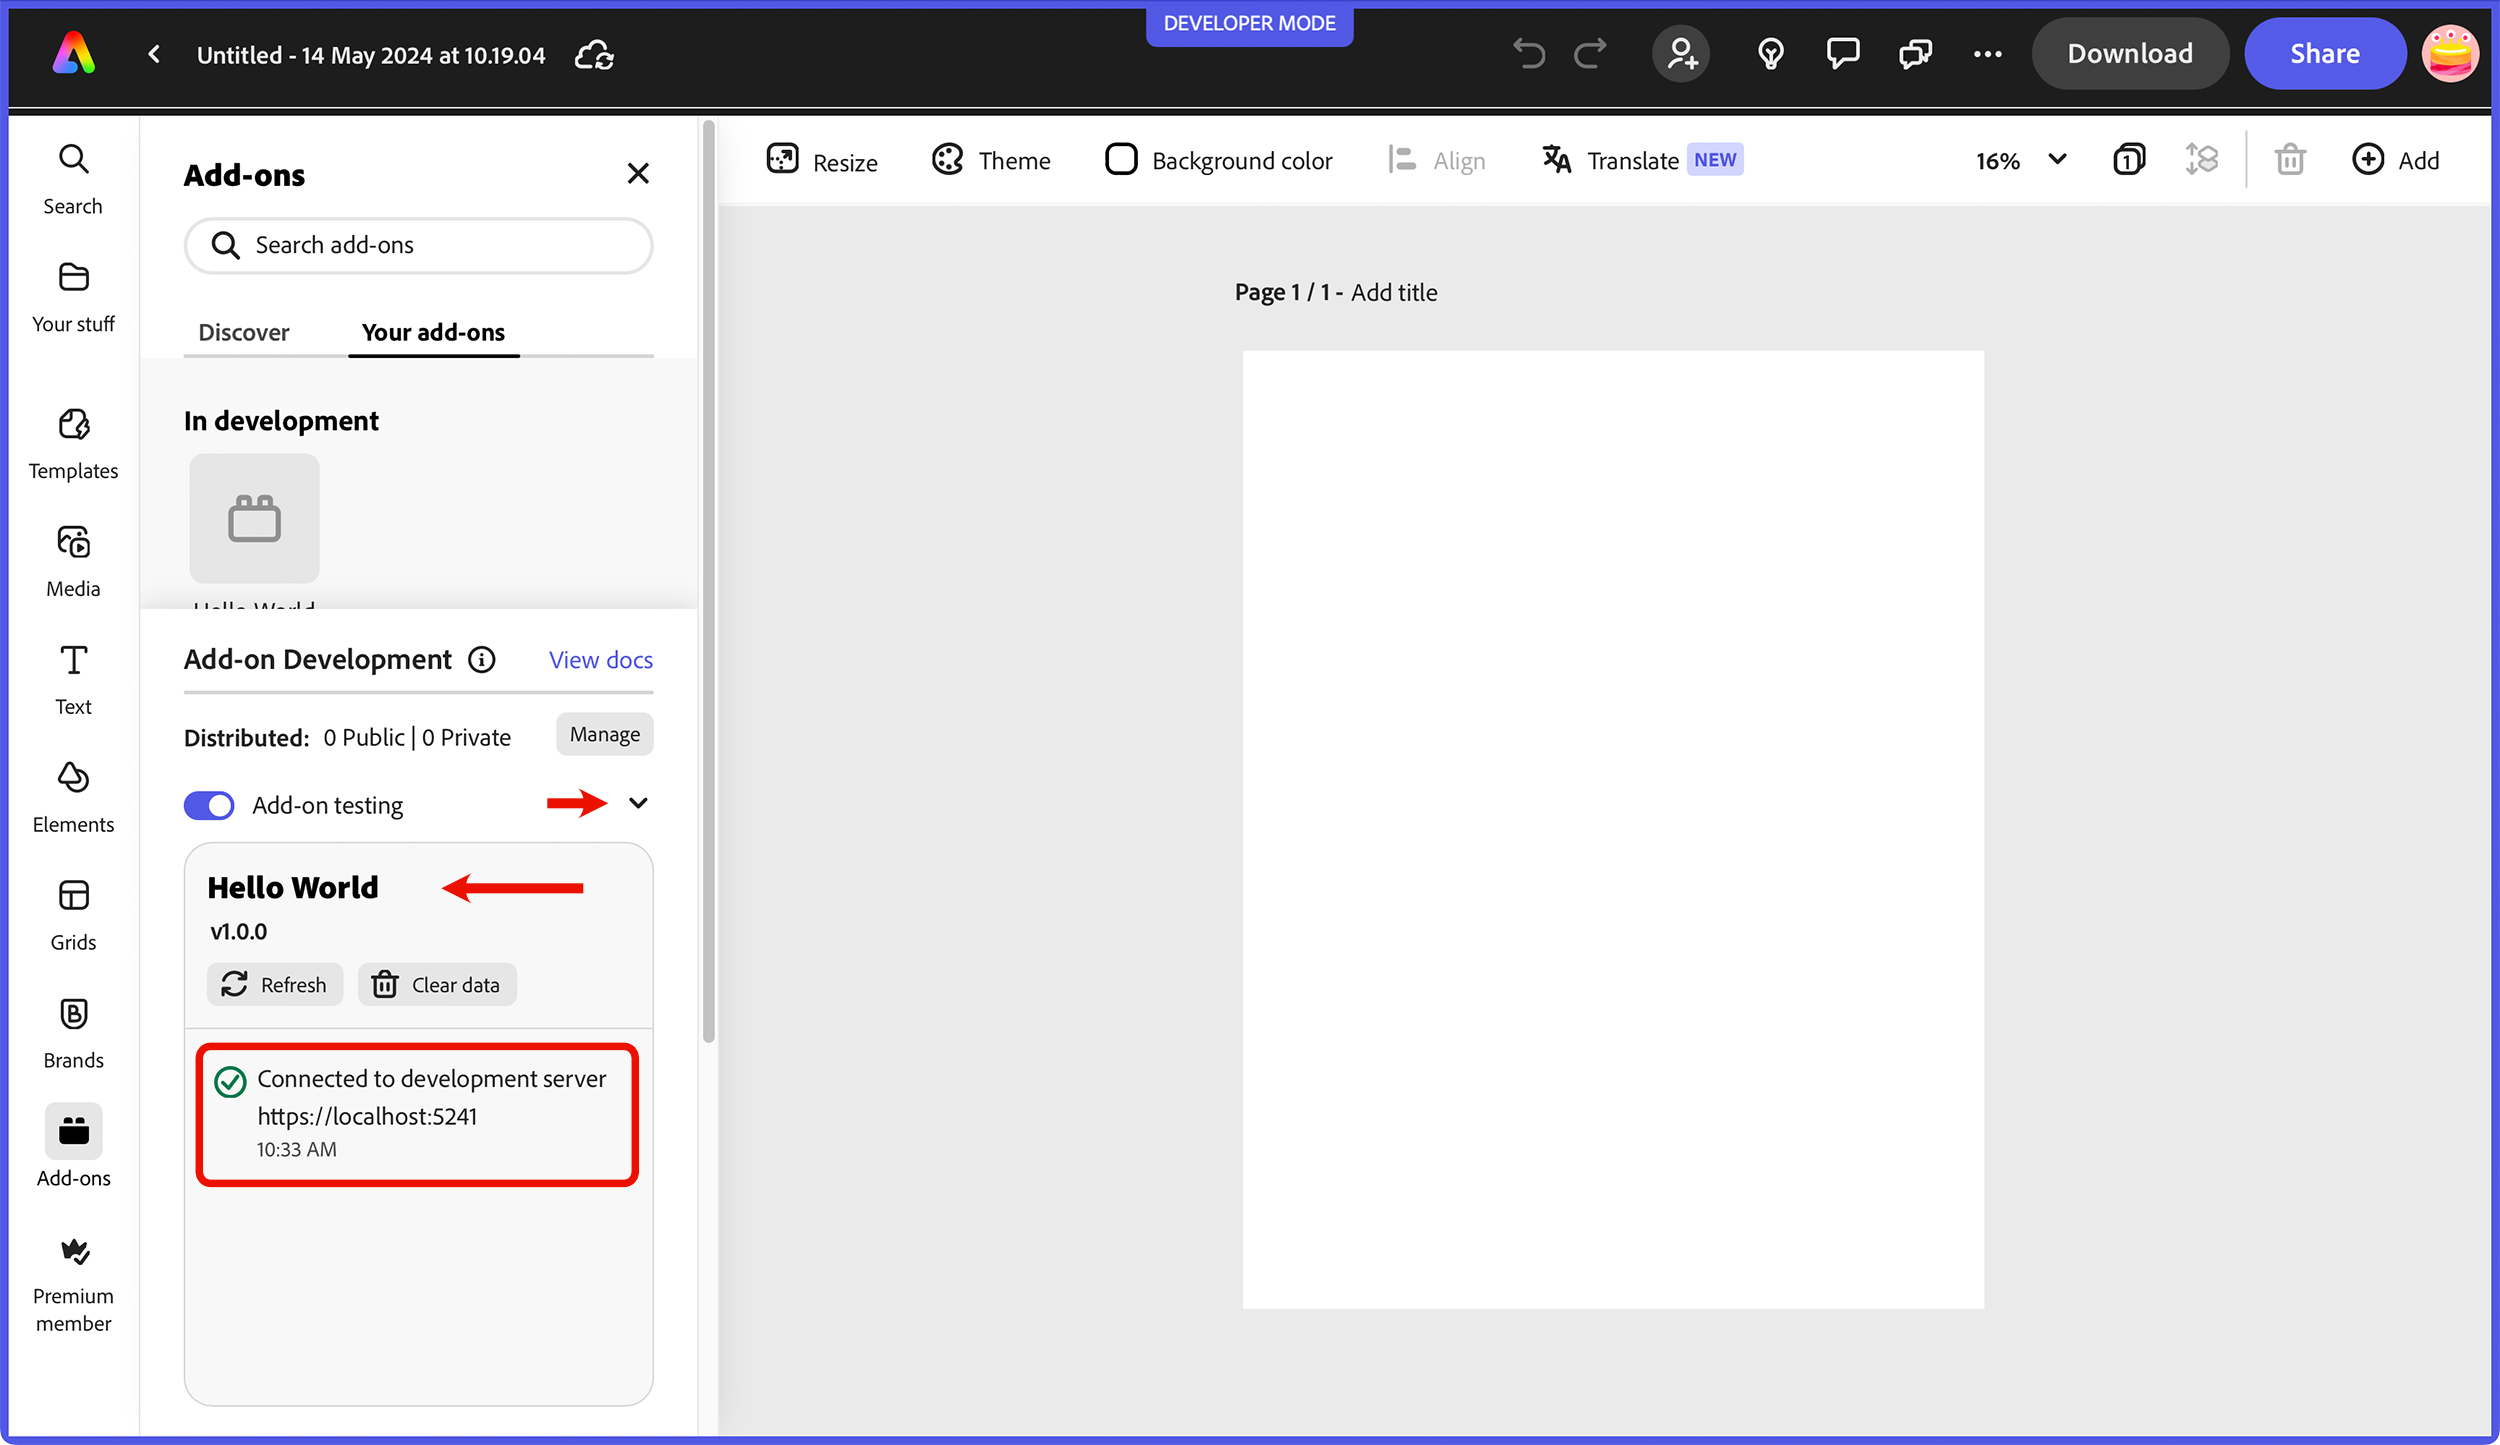 DEVELOPER MODE
Untitled - 14 May 2024 at 10.19.04
Download
Share
Search
Your stuff
Templates
Media
Text
Elements
Grids
Brands
Add-ons
Premium
member
Add-ons
Search add-ons
Discover
Your add-ons
In development
Hello World
Add-on Development
View docs
Distributed: 0 Public | 0 Private
Manage
Add-on testing
Hello World
v1.0.0
Refresh
Clear data
Connected to development server
https://localhost:5241
10:33 AM
Resize
Theme
Background color
Align
Translate NEW
16%
1
Add
Page 1 / 1 - Add title